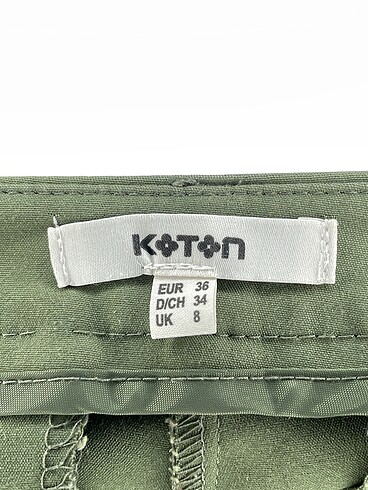 KOTON
EUR 36
D/CH 34
UK 8